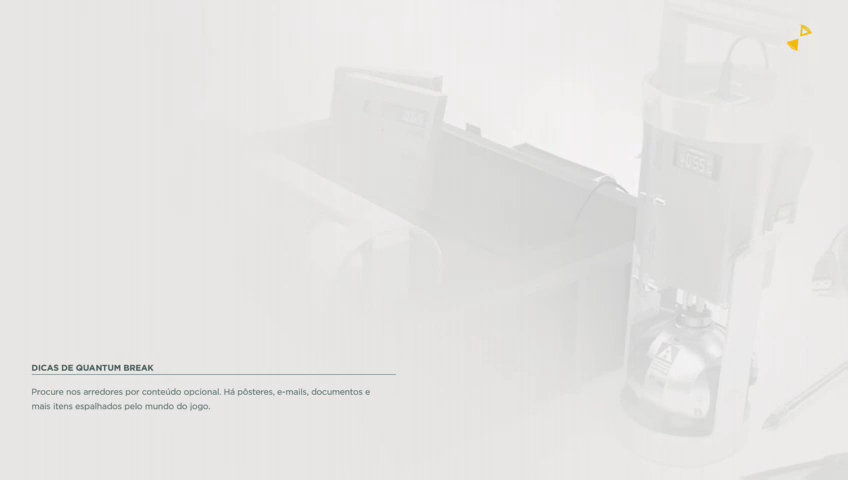 DICAS DE QUANTUM BREAK
Procure nos arredores por conteúdo opcional. Há pôsteres, e-mails, documentos e
mais itens espalhados pelo mundo do jogo.